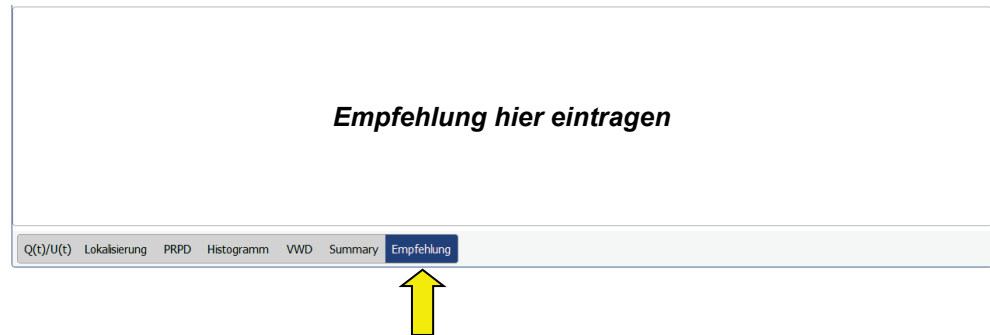 Empfehlung hier eintragen
Q(t)/U(t) Lokalisierung PRPD Histogramm VWD Summary Empfehlung